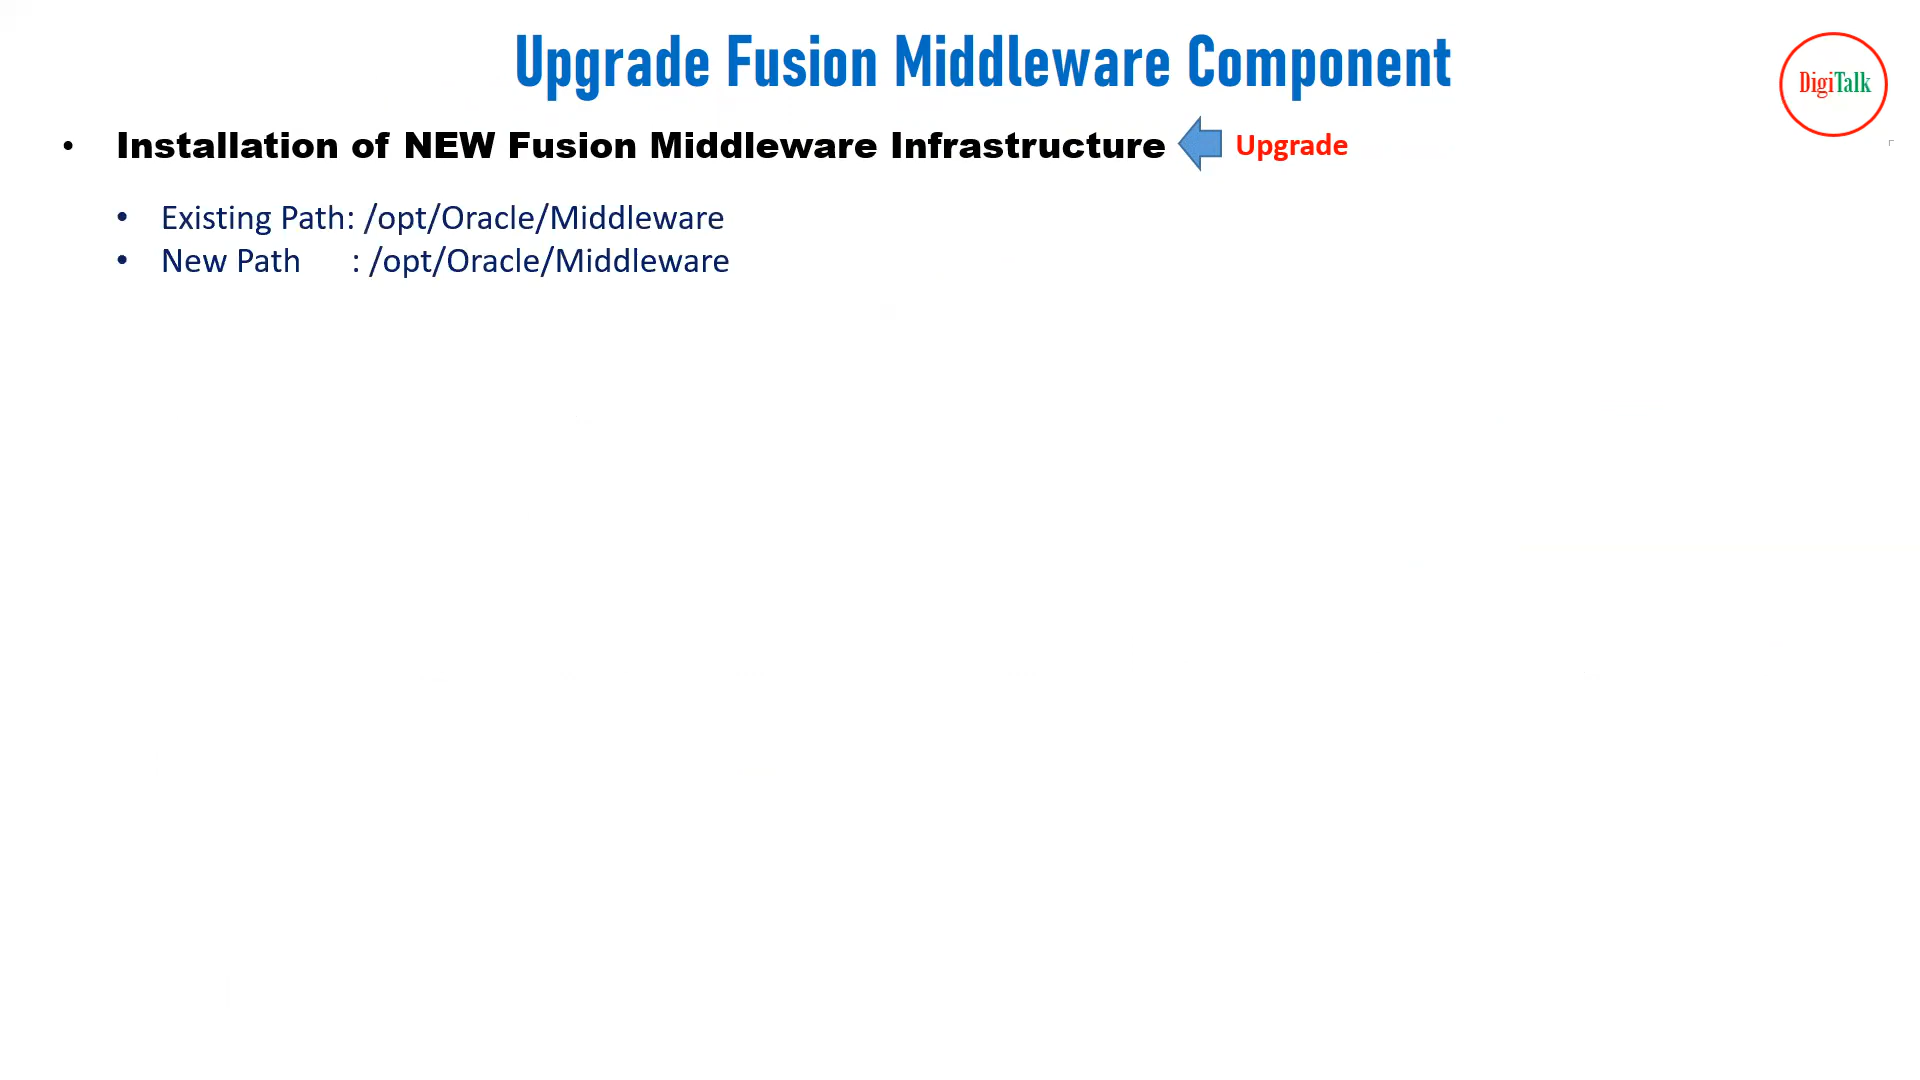 Upgrade Fusion Middleware Component
DigiTalk
• Installation of NEW Fusion Middleware Infrastructure Upgrade
• Existing Path: /opt/Oracle/Middleware
• New Path : /opt/Oracle/Middleware